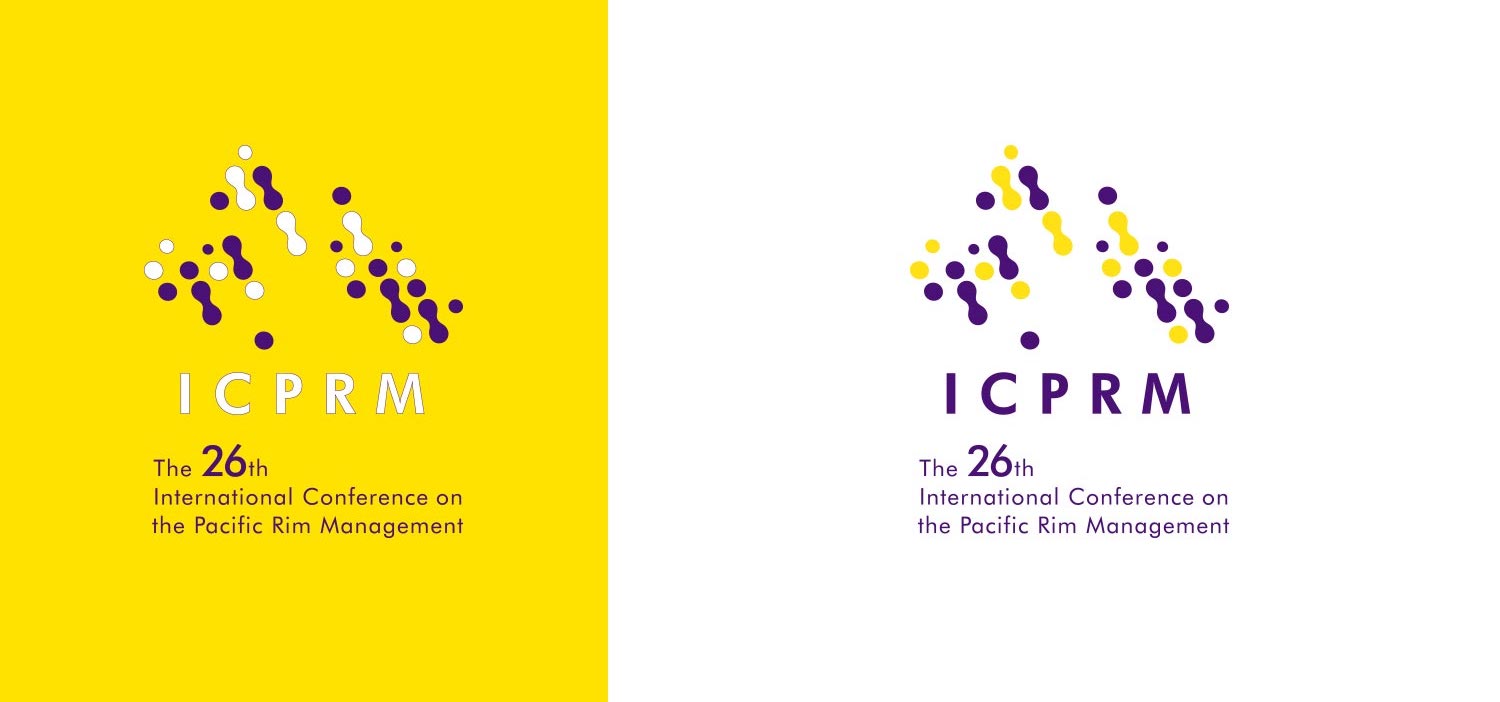 ICPRM
The 26th
International Conference on
the Pacific Rim Management
ICPRM
The 26th
International Conference on
the Pacific Rim Management